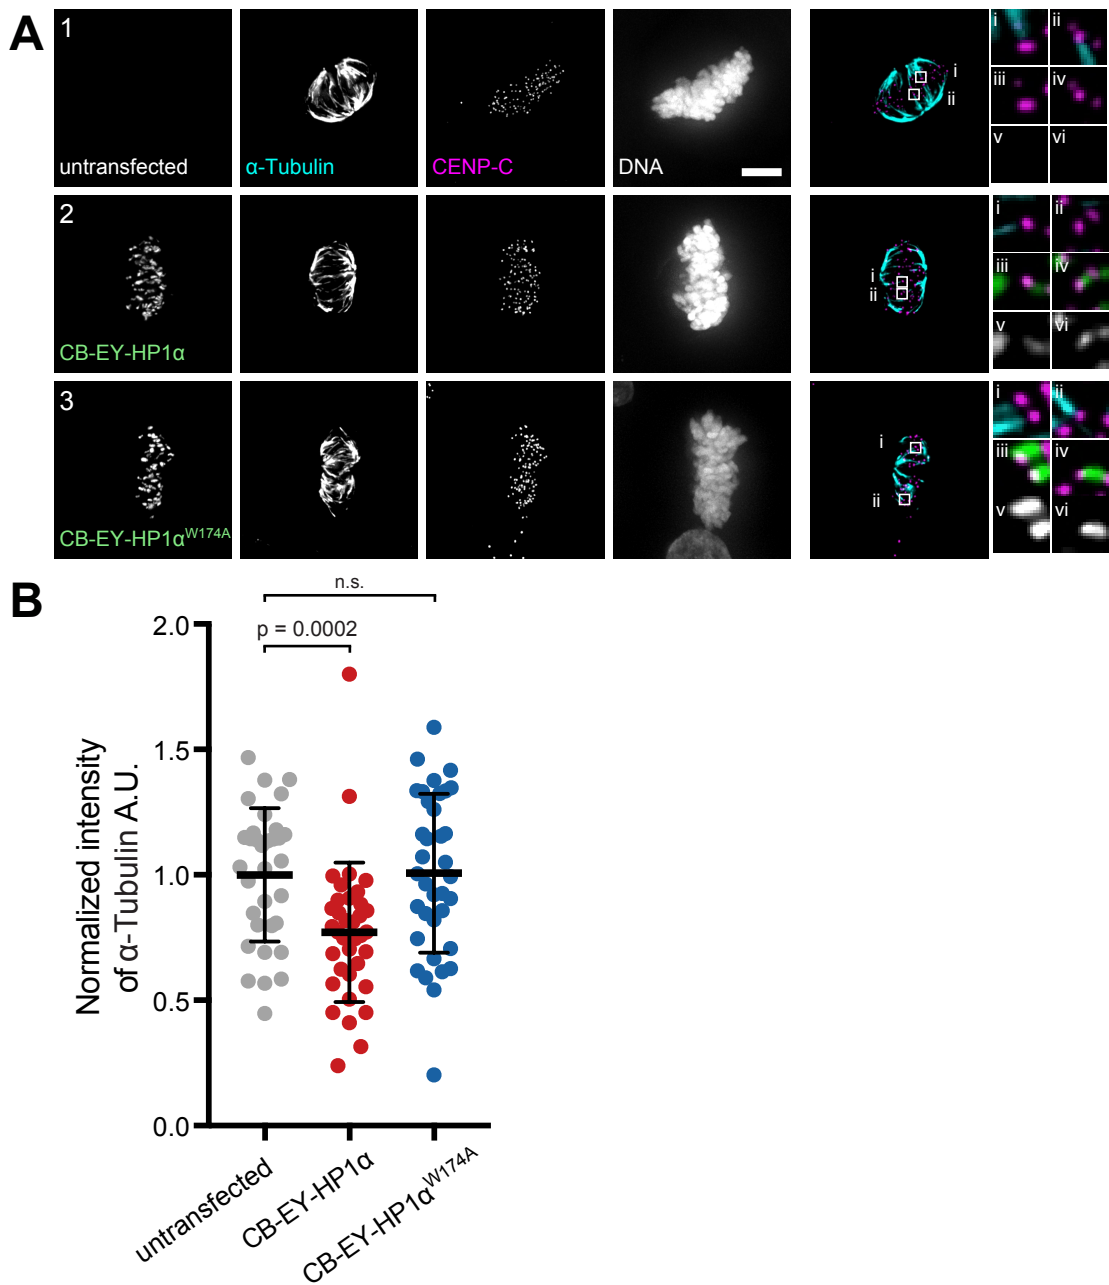 A
1
untransfected
α-Tubulin
CENP-C
DNA
i
ii
i
ii
iii
iv
v
vi
2
CB-EY-HP1α
i
ii
i
ii
iii
iv
v
vi
3
CB-EY-HP1αW174A
i
ii
i
ii
iii
iv
v
vi
B
n.s.
p = 0.0002
2.0
1.5
1.0
0.5
0.0
Normalized intensity
of α-Tubulin A.U.
untransfected
CB-EY-HP1α
CB-EY-HP1αW174A